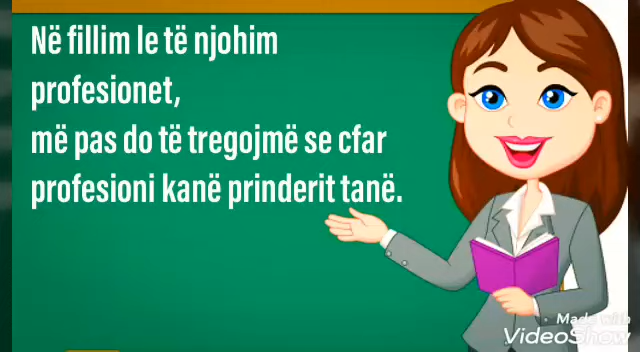 Në fillim le të njohim
profesionet,
më pas do të tregojmë se cfar
profesioni kanë prinderit tanë.
Made with
VideoShow